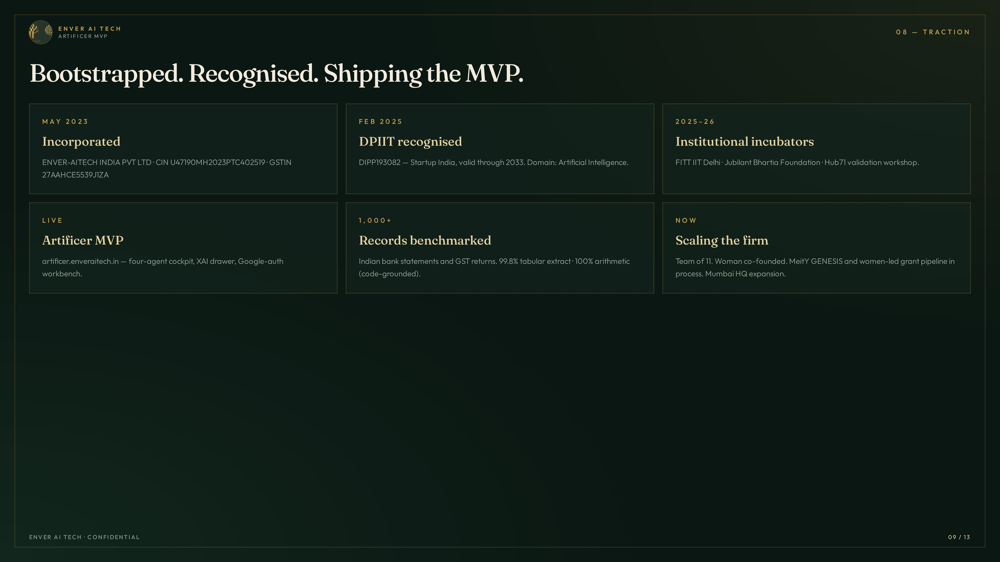 ENVER AI TECH
ARTIFICER MVP
08 — TRACTION
Bootstrapped. Recognised. Shipping the MVP.
MAY 2023
Incorporated
ENVER-AITECH INDIA PVT LTD · CIN U47190MH2023PTC402519 · GSTIN
27AAHCE5539J1ZA
FEB 2025
DPIIT recognised
DIPP193082 — Startup India, valid through 2033. Domain: Artificial Intelligence.
2025–26
Institutional incubators
FITT IIT Delhi · Jubilant Bhartia Foundation · Hub71 validation workshop.
LIVE
Artificer MVP
artificer.enveraitech.in — four-agent cockpit, XAI drawer, Google-auth
workbench.
1,000+
Records benchmarked
Indian bank statements and GST returns. 99.8% tabular extract · 100% arithmetic
(code-grounded).
NOW
Scaling the firm
Team of 11. Woman co-founded. MeitY GENESIS and women-led grant pipeline in
process. Mumbai HQ expansion.
ENVER AI TECH · CONFIDENTIAL
09 / 13